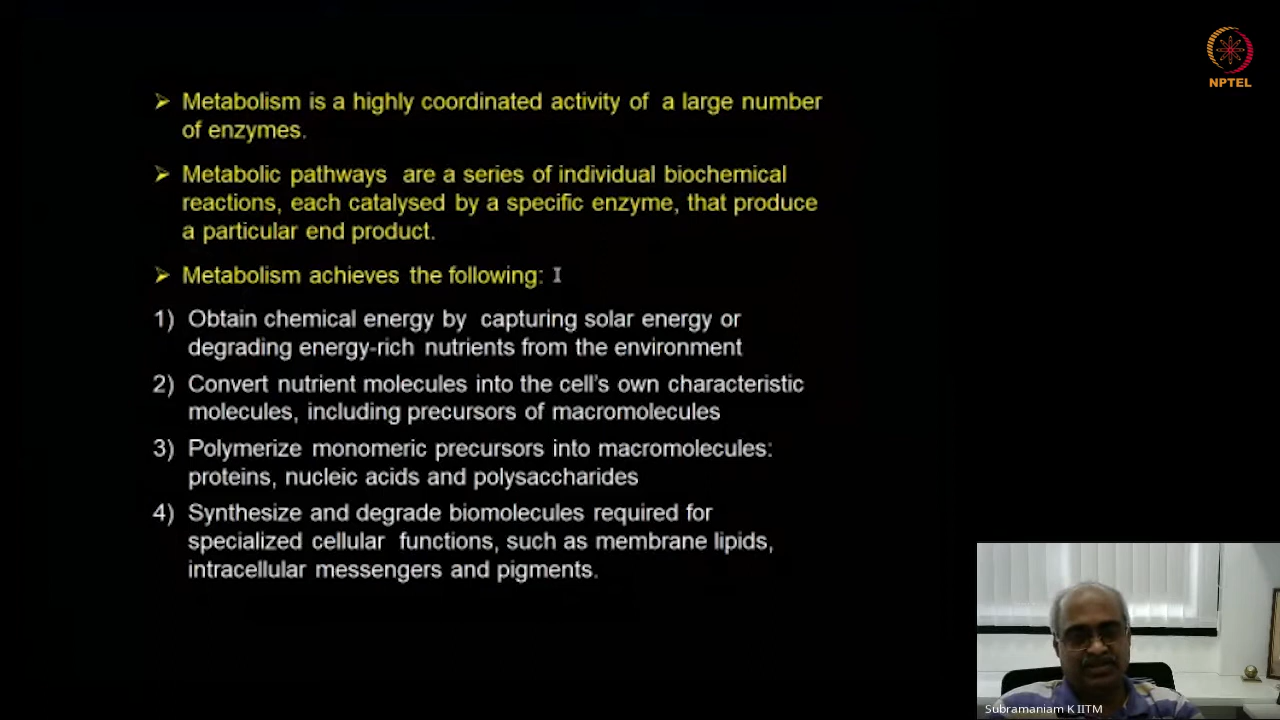 NPTEL
➢ Metabolism is a highly coordinated activity of a large number
of enzymes.
➢ Metabolic pathways are a series of individual biochemical
reactions, each catalysed by a specific enzyme, that produce
a particular end product.
➢ Metabolism achieves the following:
1) Obtain chemical energy by capturing solar energy or
degrading energy-rich nutrients from the environment
2) Convert nutrient molecules into the cell's own characteristic
molecules, including precursors of macromolecules
3) Polymerize monomeric precursors into macromolecules:
proteins, nucleic acids and polysaccharides
4) Synthesize and degrade biomolecules required for
specialized cellular functions, such as membrane lipids,
intracellular messengers and pigments.
Subramaniam K IITM